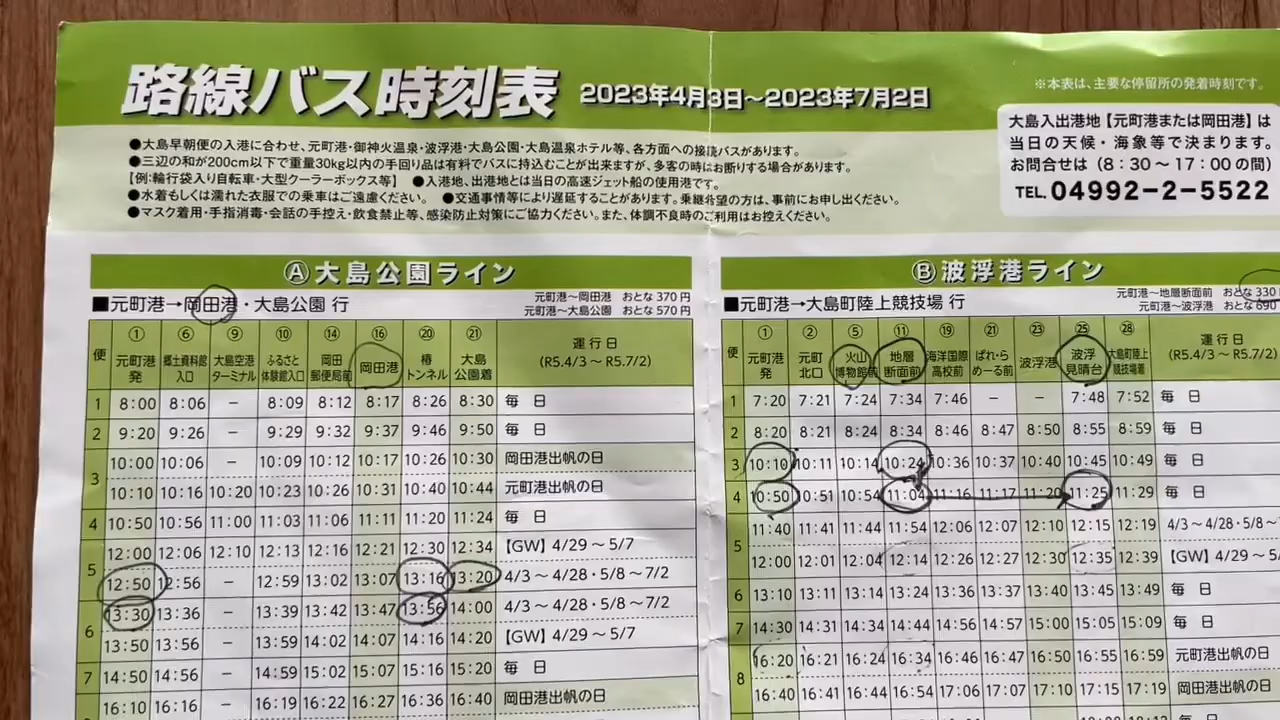 路線バス時刻表 2023年4月3日～2023年7月2日
※本表は、主要な停留所の発着時刻です。
●大島早朝便の入港に合わせ、元町港・御神火温泉・波浮港・大島公園・大島温泉ホテル等、各方面への接続バスがあります。
●三辺の和が200cm以下で重量30kg以内の手回り品は有料でバスに持込むことが出来ますが、多客の時はお断りする場合があります。
【例:輪行袋入り自転車・大型クーラーボックス等】 ●入港地、出港地とは当日の高速ジェット船の使用港です。
●水着もしくは濡れた衣服での乗車はご遠慮ください。 ●交通事情等により遅延することがあります。乗継希望の方は、事前にお申し出ください。
●マスク着用・手指消毒・会話の手控え・飲食禁止等、感染防止対策にご協力ください。また、体調不良時のご利用はお控えください。
大島入出港地【元町港または岡田港】は
当日の天候・海象等で決まります。
お問合せは（8：30～17：00の間）
TEL.04992-2-5522
Ⓐ大島公園ライン
■元町港→岡田港・大島公園 行
元町港～岡田港 おとな 370円
元町港～大島公園 おとな 570円
便 ①元町港発 ⑥郷土資料館入口 ⑨大島空港ターミナル ⑩ふるさと体験館入口 ⑭岡田郵便局前 ⑯岡田港 ⑳椿トンネル ㉑大島公園着 運行日（R5.4/3～R5.7/2）
1 8:00 8:06 － 8:09 8:12 8:17 8:26 8:30 毎 日
2 9:20 9:26 － 9:29 9:32 9:37 9:46 9:50 毎 日
3 10:00 10:06 － 10:09 10:12 10:17 10:26 10:30 岡田港出帆の日
10:10 10:16 10:20 10:23 10:26 10:31 10:40 10:44 元町港出帆の日
4 10:50 10:56 11:00 11:03 11:06 11:11 11:20 11:24 毎 日
5 12:00 12:06 12:10 12:13 12:16 12:21 12:30 12:34 【GW】4/29～5/7
12:50 12:56 － 12:59 13:02 13:07 13:16 13:20 4/3～4/28・5/8～7/2
6 13:30 13:36 － 13:39 13:42 13:47 13:56 14:00 4/3～4/28・5/8～7/2
13:50 13:56 － 13:59 14:02 14:07 14:16 14:20 【GW】4/29～5/7
7 14:50 14:56 － 14:59 15:02 15:07 15:16 15:20 毎 日
16:10 16:16 － 16:19 16:22 16:27 16:36 16:40 岡田港出帆の日
Ⓑ波浮港ライン
■元町港→大島町陸上競技場 行
元町港～地層断面前 おとな 330
元町港～波浮港 おとな 690
便 ①元町港発 ②元町北口 ⑤火山博物館前 ⑪地層断面前 ⑲海洋国際高校前 ㉑ぱれ・らめーる前 ㉓波浮港 ㉕波浮見晴台 ㉘大島町陸上競技場着 運行日（R5.4/3～R5.7/2）
1 7:20 7:21 7:24 7:34 7:46 － － 7:48 7:52 毎 日
2 8:20 8:21 8:24 8:34 8:46 8:47 8:50 8:55 8:59 毎 日
3 10:10 10:11 10:14 10:24 10:36 10:37 10:40 10:45 10:49 毎 日
4 10:50 10:51 10:54 11:04 11:16 11:17 11:20 11:25 11:29 毎 日
5 11:40 11:41 11:44 11:54 12:06 12:07 12:10 12:15 12:19 4/3～4/28・5/8～
12:00 12:01 12:04 12:14 12:26 12:27 12:30 12:35 12:39 【GW】4/29～5/
6 13:10 13:11 13:14 13:24 13:36 13:37 13:40 13:45 13:49 毎 日
7 14:30 14:31 14:34 14:44 14:56 14:57 15:00 15:05 15:09 毎 日
8 16:20 16:21 16:24 16:34 16:46 16:47 16:50 16:55 16:59 元町港出帆の日
16:40 16:41 16:44 16:54 17:06 17:07 17:10 17:15 17:19 岡田港出帆の日